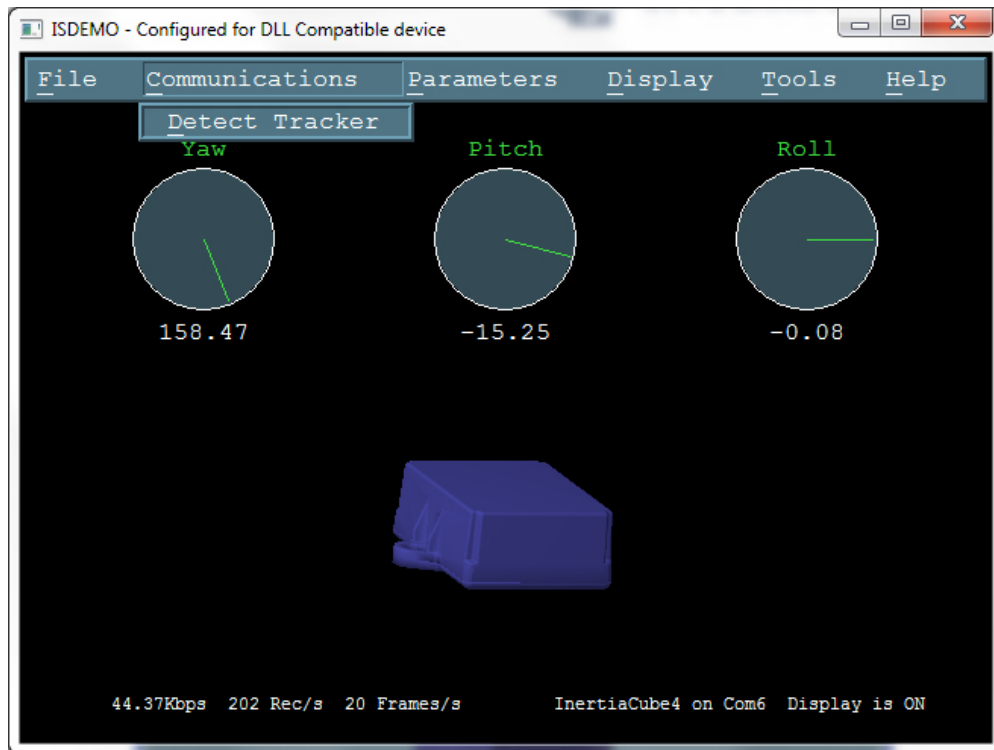 ISDEMO - Configured for DLL Compatible device
File Communications Parameters Display Tools Help
Detect Tracker
Yaw Pitch Roll
158.47 -15.25 -0.08
44.37Kbps 202 Rec/s 20 Frames/s InertiaCube4 on Com6 Display is ON